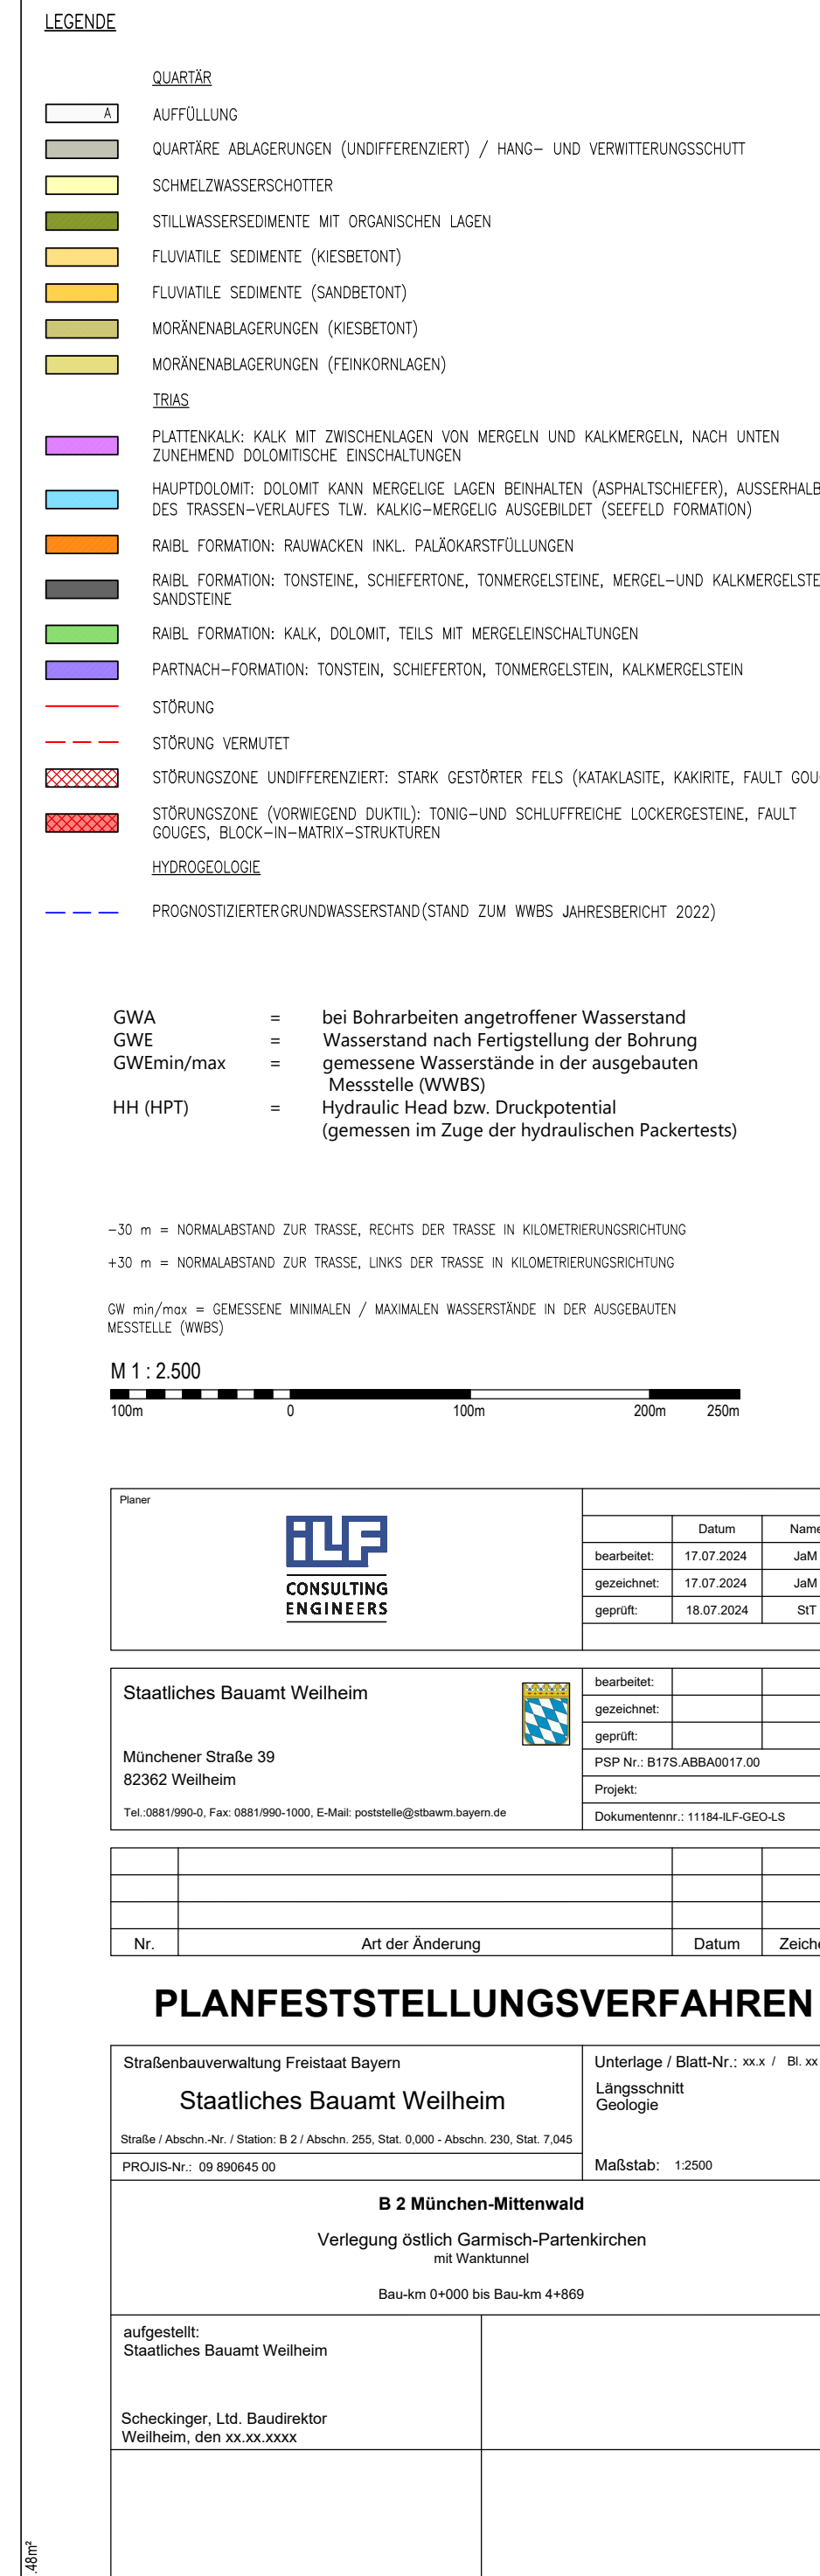 LEGENDE
QUARTÄR
A AUFFÜLLUNG
QUARTÄRE ABLAGERUNGEN (UNDIFFERENZIERT) / HANG- UND VERWITTERUNGSSCHUTT
SCHMELZWASSERSCHOTTER
STILLWASSERSEDIMENTE MIT ORGANISCHEN LAGEN
FLUVIATILE SEDIMENTE (KIESBETONT)
FLUVIATILE SEDIMENTE (SANDBETONT)
MORÄNENABLAGERUNGEN (KIESBETONT)
MORÄNENABLAGERUNGEN (FEINKORNLAGEN)
TRIAS
PLATTENKALK: KALK MIT ZWISCHENLAGEN VON MERGELN UND KALKMERGELN, NACH UNTEN
ZUNEHMEND DOLOMITISCHE EINSCHALTUNGEN
HAUPTDOLOMIT: DOLOMIT KANN MERGELIGE LAGEN BEINHALTEN (ASPHALTSCHIEFER), AUSSERHALB
DES TRASSEN-VERLAUFES TLW. KALKIG-MERGELIG AUSGEBILDET (SEEFELD FORMATION)
RAIBL FORMATION: RAUWACKEN INKL. PALÄOKARSTFÜLLUNGEN
RAIBL FORMATION: TONSTEINE, SCHIEFERTONE, TONMERGELSTEINE, MERGEL-UND KALKMERGELSTE
SANDSTEINE
RAIBL FORMATION: KALK, DOLOMIT, TEILS MIT MERGELEINSCHALTUNGEN
PARTNACH-FORMATION: TONSTEIN, SCHIEFERTON, TONMERGELSTEIN, KALKMERGELSTEIN
STÖRUNG
STÖRUNG VERMUTET
STÖRUNGSZONE UNDIFFERENZIERT: STARK GESTÖRTER FELS (KATAKLASITE, KAKIRITE, FAULT GOU
STÖRUNGSZONE (VORWIEGEND DUKTIL): TONIG-UND SCHLUFFREICHE LOCKERGESTEINE, FAULT
GOUGES, BLOCK-IN-MATRIX-STRUKTUREN
HYDROGEOLOGIE
PROGNOSTIZIERTER GRUNDWASSERSTAND (STAND ZUM WWBS JAHRESBERICHT 2022)
GWA = bei Bohrarbeiten angetroffener Wasserstand
GWE = Wasserstand nach Fertigstellung der Bohrung
GWEmin/max = gemessene Wasserstände in der ausgebauten
Messstelle (WWBS)
HH (HPT) = Hydraulic Head bzw. Druckpotential
(gemessen im Zuge der hydraulischen Packertests)
-30 m = NORMALABSTAND ZUR TRASSE, RECHTS DER TRASSE IN KILOMETRIERUNGSRICHTUNG
+30 m = NORMALABSTAND ZUR TRASSE, LINKS DER TRASSE IN KILOMETRIERUNGSRICHTUNG
GW min/max = GEMESSENE MINIMALEN / MAXIMALEN WASSERSTÄNDE IN DER AUSGEBAUTEN
MESSTELLE (WWBS)
M 1 : 2.500
100m 0 100m 200m 250m
Planer
iLF
CONSULTING
ENGINEERS
Datum Name
bearbeitet: 17.07.2024 JaM
gezeichnet: 17.07.2024 JaM
geprüft: 18.07.2024 StT
Staatliches Bauamt Weilheim
Münchener Straße 39
82362 Weilheim
Tel.:0881/990-0, Fax: 0881/990-1000, E-Mail: poststelle@stbawm.bayern.de
bearbeitet:
gezeichnet:
geprüft:
PSP Nr.: B17S.ABBA0017.00
Projekt:
Dokumentennr.: 11184-ILF-GEO-LS
Nr. Art der Änderung Datum Zeiche
PLANFESTSTELLUNGSVERFAHREN
Straßenbauverwaltung Freistaat Bayern
Staatliches Bauamt Weilheim
Straße / Abschn.-Nr. / Station: B 2 / Abschn. 255, Stat. 0,000 - Abschn. 230, Stat. 7,045
PROJIS-Nr.: 09 890645 00
Unterlage / Blatt-Nr.: xx.x / Bl. xx
Längsschnitt
Geologie
Maßstab: 1:2500
B 2 München-Mittenwald
Verlegung östlich Garmisch-Partenkirchen
mit Wanktunnel
Bau-km 0+000 bis Bau-km 4+869
aufgestellt:
Staatliches Bauamt Weilheim
Scheckinger, Ltd. Baudirektor
Weilheim, den xx.xx.xxxx
.48m²